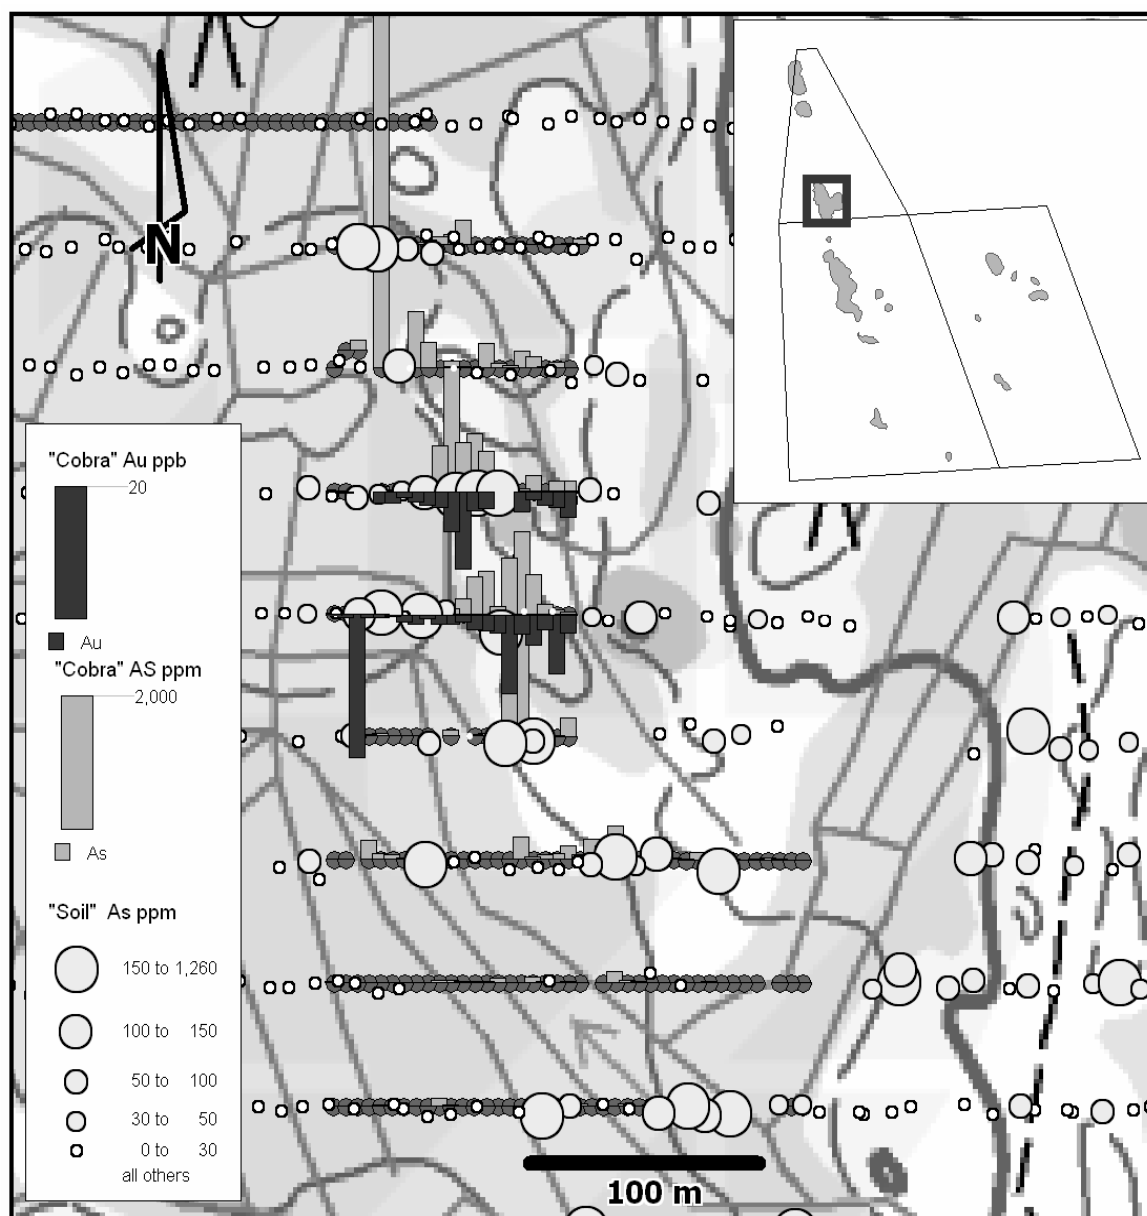 N
"Cobra" Au ppb
20
Au
"Cobra" AS ppm
2,000
As
"Soil" As ppm
150 to 1,260
100 to 150
50 to 100
30 to 50
0 to 30
all others
100 m